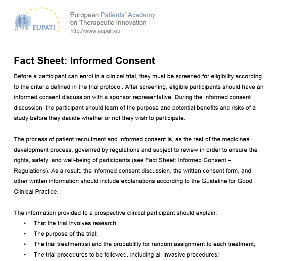 EUPATI
European Patients' Academy
on Therapeutic Innovation
http://www.eupati.eu
Fact Sheet: Informed Consent
Before a participant can enrol in a clinical trial, they must be screened for eligibility according
to the criteria defined in the trial protocol. After screening, eligible participants should have an
informed consent discussion with a sponsor representative. During the informed consent
discussion, the participant should learn of the purpose and potential benefits and risks of a
study before they decide whether or not they wish to participate.
The process of patient recruitment and informed consent is, as the rest of the medicines
development process, governed by regulations and subject to review in order to ensure the
rights, safety, and well-being of participants (see Fact Sheet: Informed Consent –
Regulations). As a result, the informed consent discussion, the written consent form, and
other written information should include explanations according to the Guideline for Good
Clinical Practice.
The information provided to a prospective clinical participant should explain:
• That the trial involves research;
• The purpose of the trial;
• The trial treatment(s) and the probability for random assignment to each treatment;
• The trial procedures to be followed, including all invasive procedures;